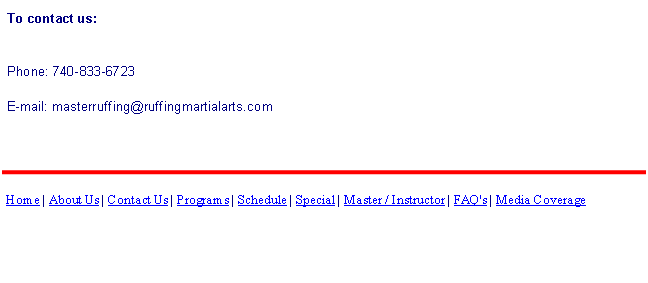 To contact us:
Phone: 740-833-6723
E-mail: masterruffing@ruffingmartialarts.com
Home | About Us | Contact Us | Programs | Schedule | Special | Master / Instructor | FAQ's | Media Coverage